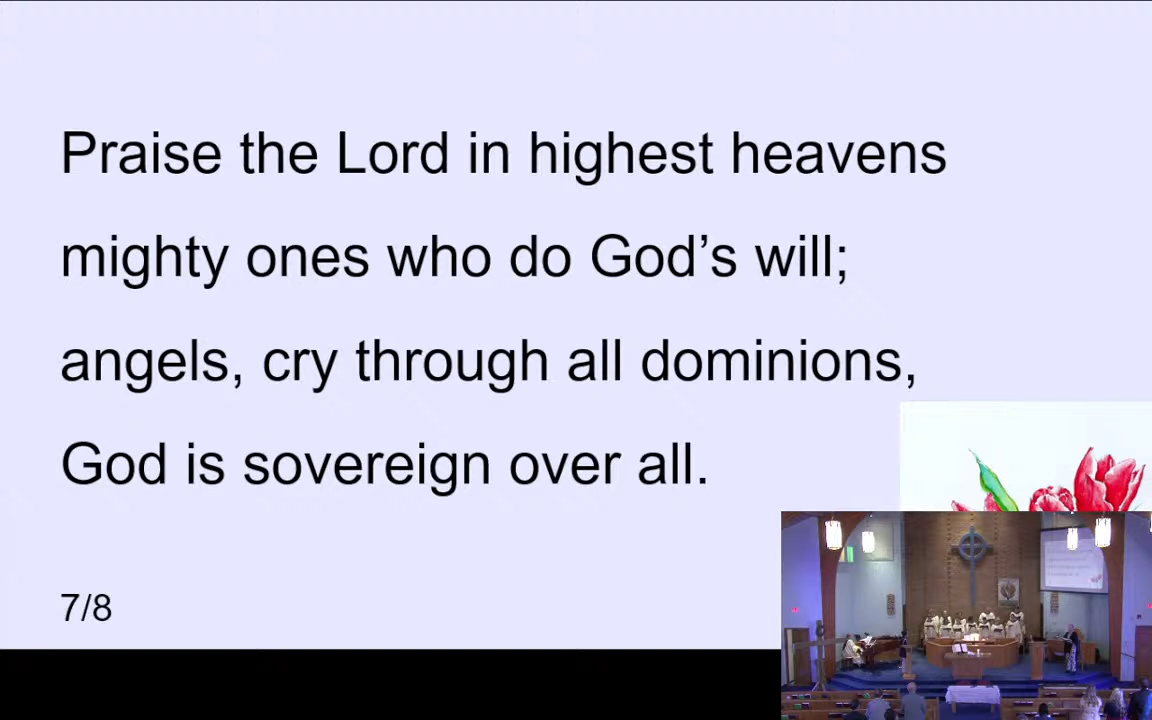 Praise the Lord in highest heavens
mighty ones who do God’s will;
angels, cry through all dominions,
God is sovereign over all.
7/8